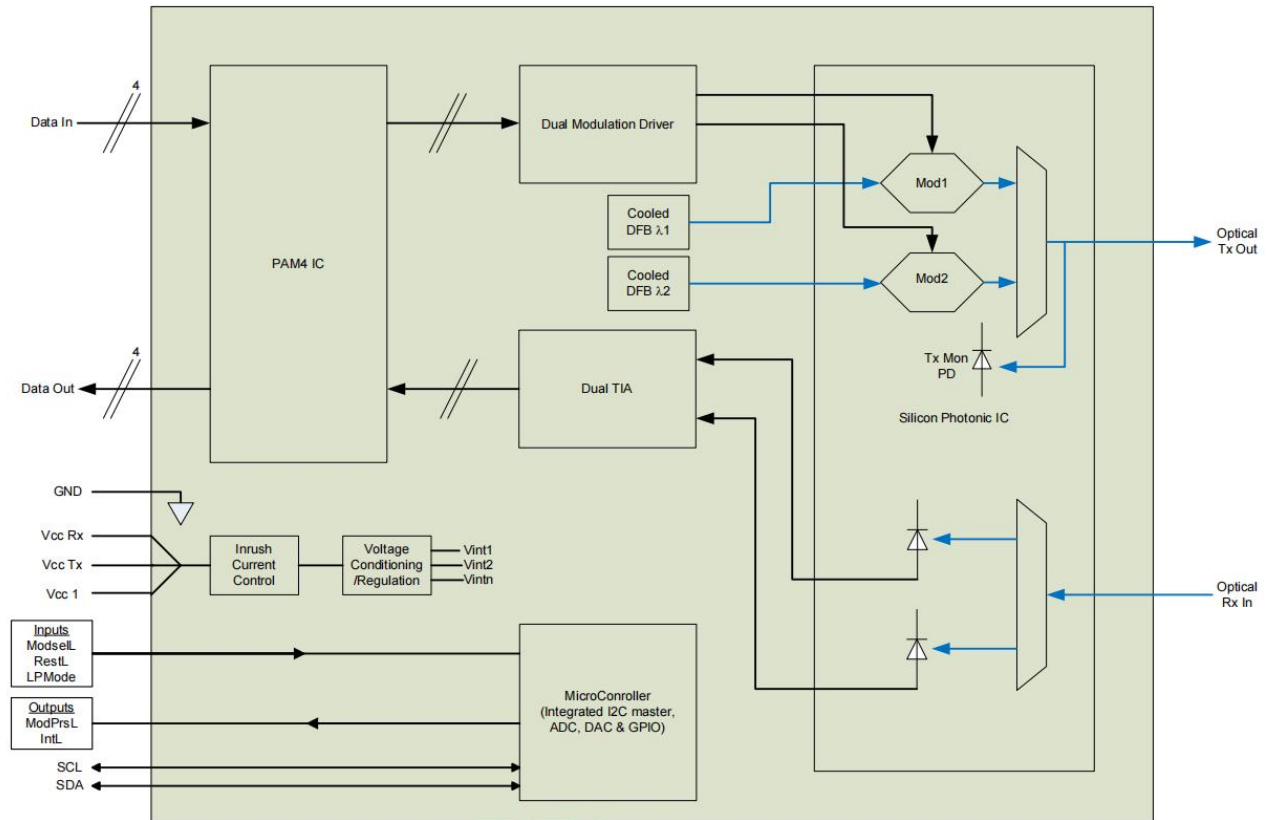 4
Data In
PAM4 IC
Dual Modulation Driver
Mod1
Cooled
DFB λ1
Cooled
DFB λ2
Mod2
Optical
Tx Out
4
Data Out
Dual TIA
Tx Mon
PD
Silicon Photonic IC
GND
Vcc Rx
Vcc Tx
Vcc 1
Inrush
Current
Control
Voltage
Conditioning
/Regulation
Vint1
Vint2
Vintn
Optical
Rx In
Inputs
ModselL
RestL
LPMode
Outputs
ModPrsL
IntL
MicroConroller
(Integrated I2C master,
ADC, DAC & GPIO)
SCL
SDA